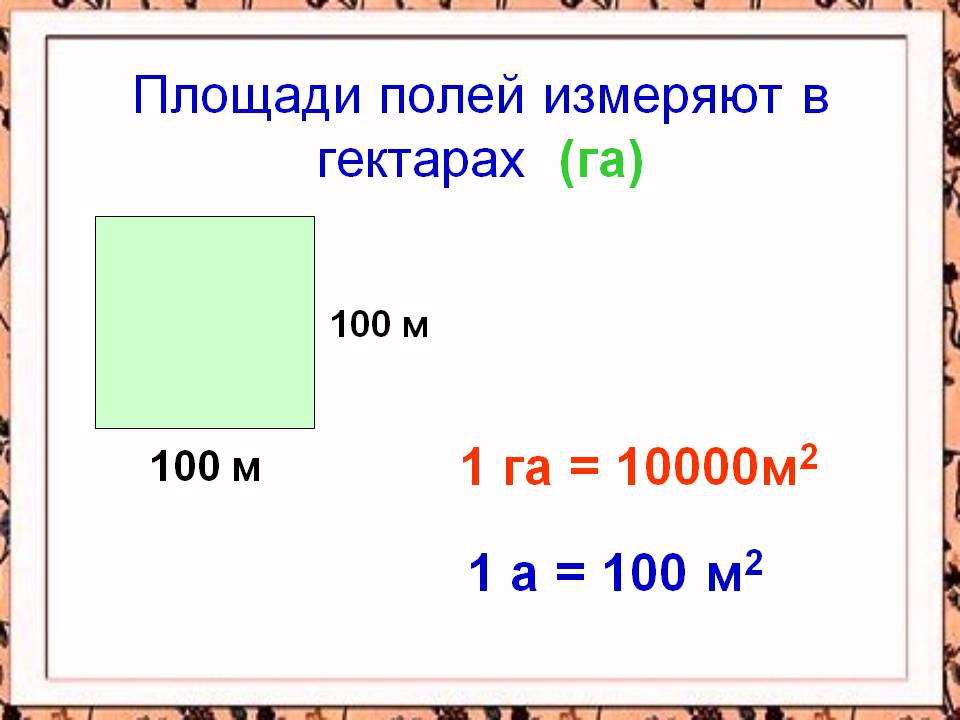 Площади полей измеряют в
гектарах (га)
100 м
100 м
1 га = 10000м²
1 а = 100 м²